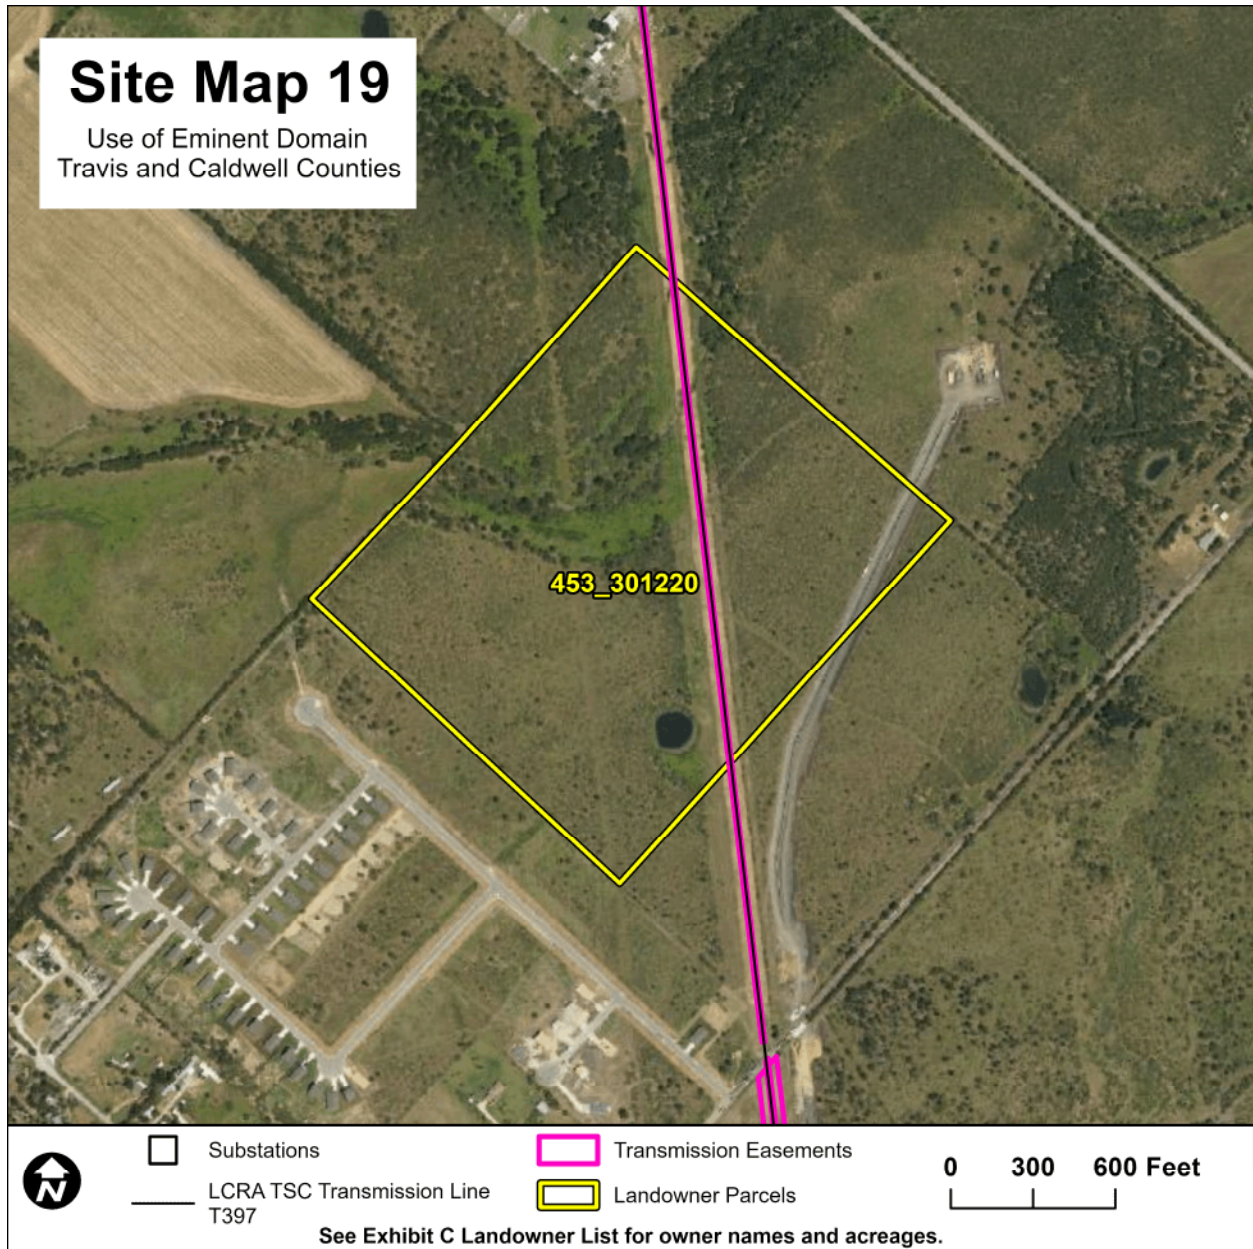 Site Map 19
Use of Eminent Domain
Travis and Caldwell Counties
453_301220
N
Substations
Transmission Easements
LCRA TSC Transmission Line
T397
Landowner Parcels
0 300 600 Feet
See Exhibit C Landowner List for owner names and acreages.